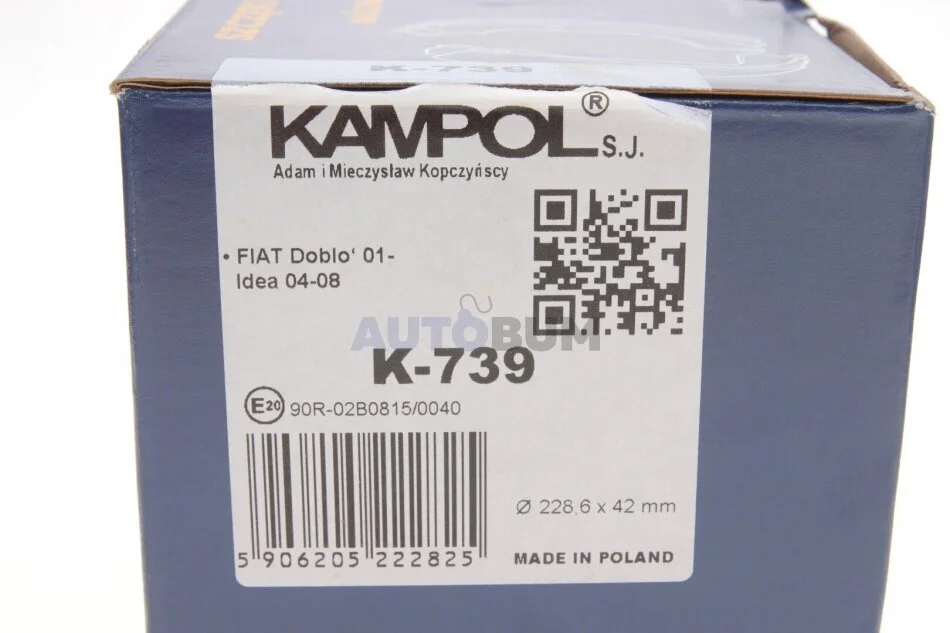 K-739
KAMPOL®
S.J.
Adam i Mieczysław Kopczyńscy
• FIAT Doblo‘ 01-
Idea 04-08
AUTOBUM
K-739
E20 90R-02B0815/0040
5 906205 222825
Ø 228,6 x 42 mm
MADE IN POLAND